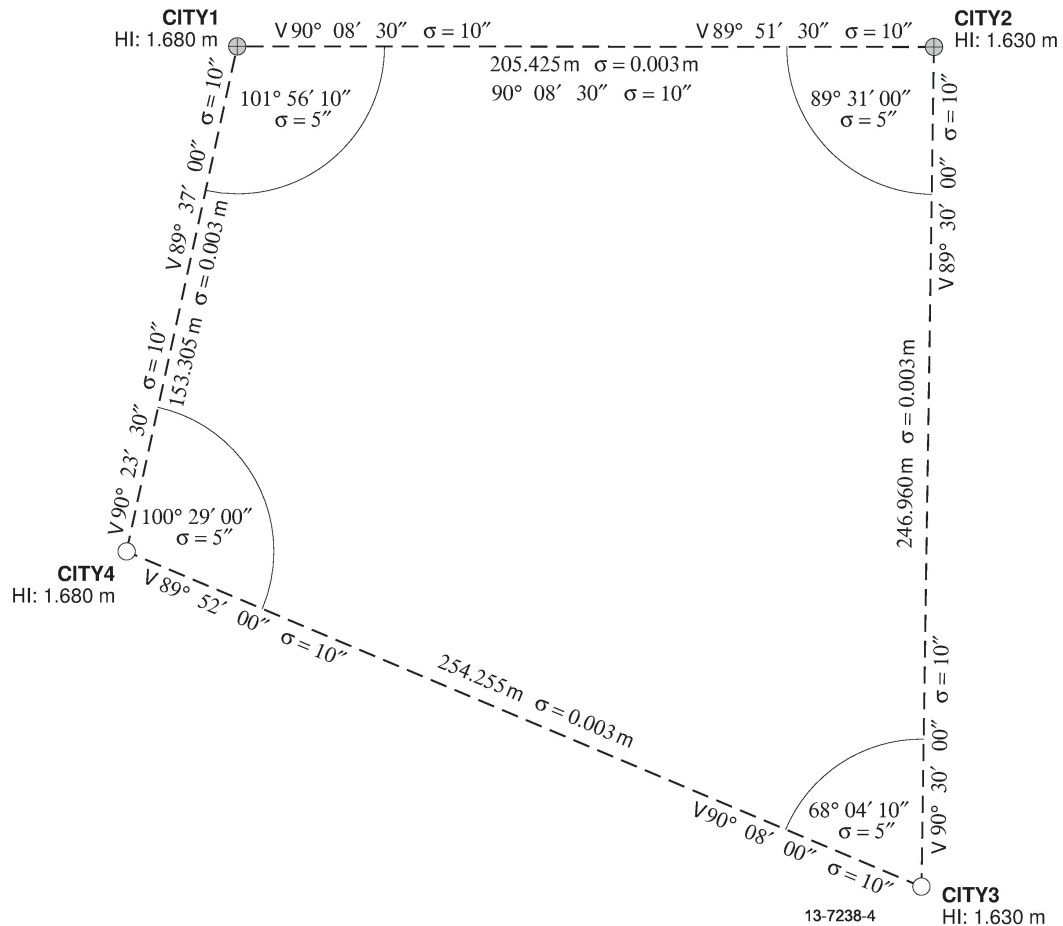 CITY1
HI: 1.680 m
V 90° 08′ 30″ σ = 10″
V 89° 51′ 30″ σ = 10″
CITY2
HI: 1.630 m
205.425 m σ = 0.003 m
90° 08′ 30″ σ = 10″
101° 56′ 10″
σ = 5″
89° 31′ 00″
σ = 5″
V 89° 37′ 00″ σ = 10″
153.305 m σ = 0.003 m
V 90° 23′ 30″ σ = 10″
V 89° 30′ 00″ σ = 10″
246.960 m σ = 0.003 m
V 90° 30′ 00″ σ = 10″
100° 29′ 00″
σ = 5″
CITY4
HI: 1.680 m
V 89° 52′ 00″ σ = 10″
254.255 m σ = 0.003 m
V 90° 08′ 00″ σ = 10″
68° 04′ 10″
σ = 5″
CITY3
HI: 1.630 m
13-7238-4